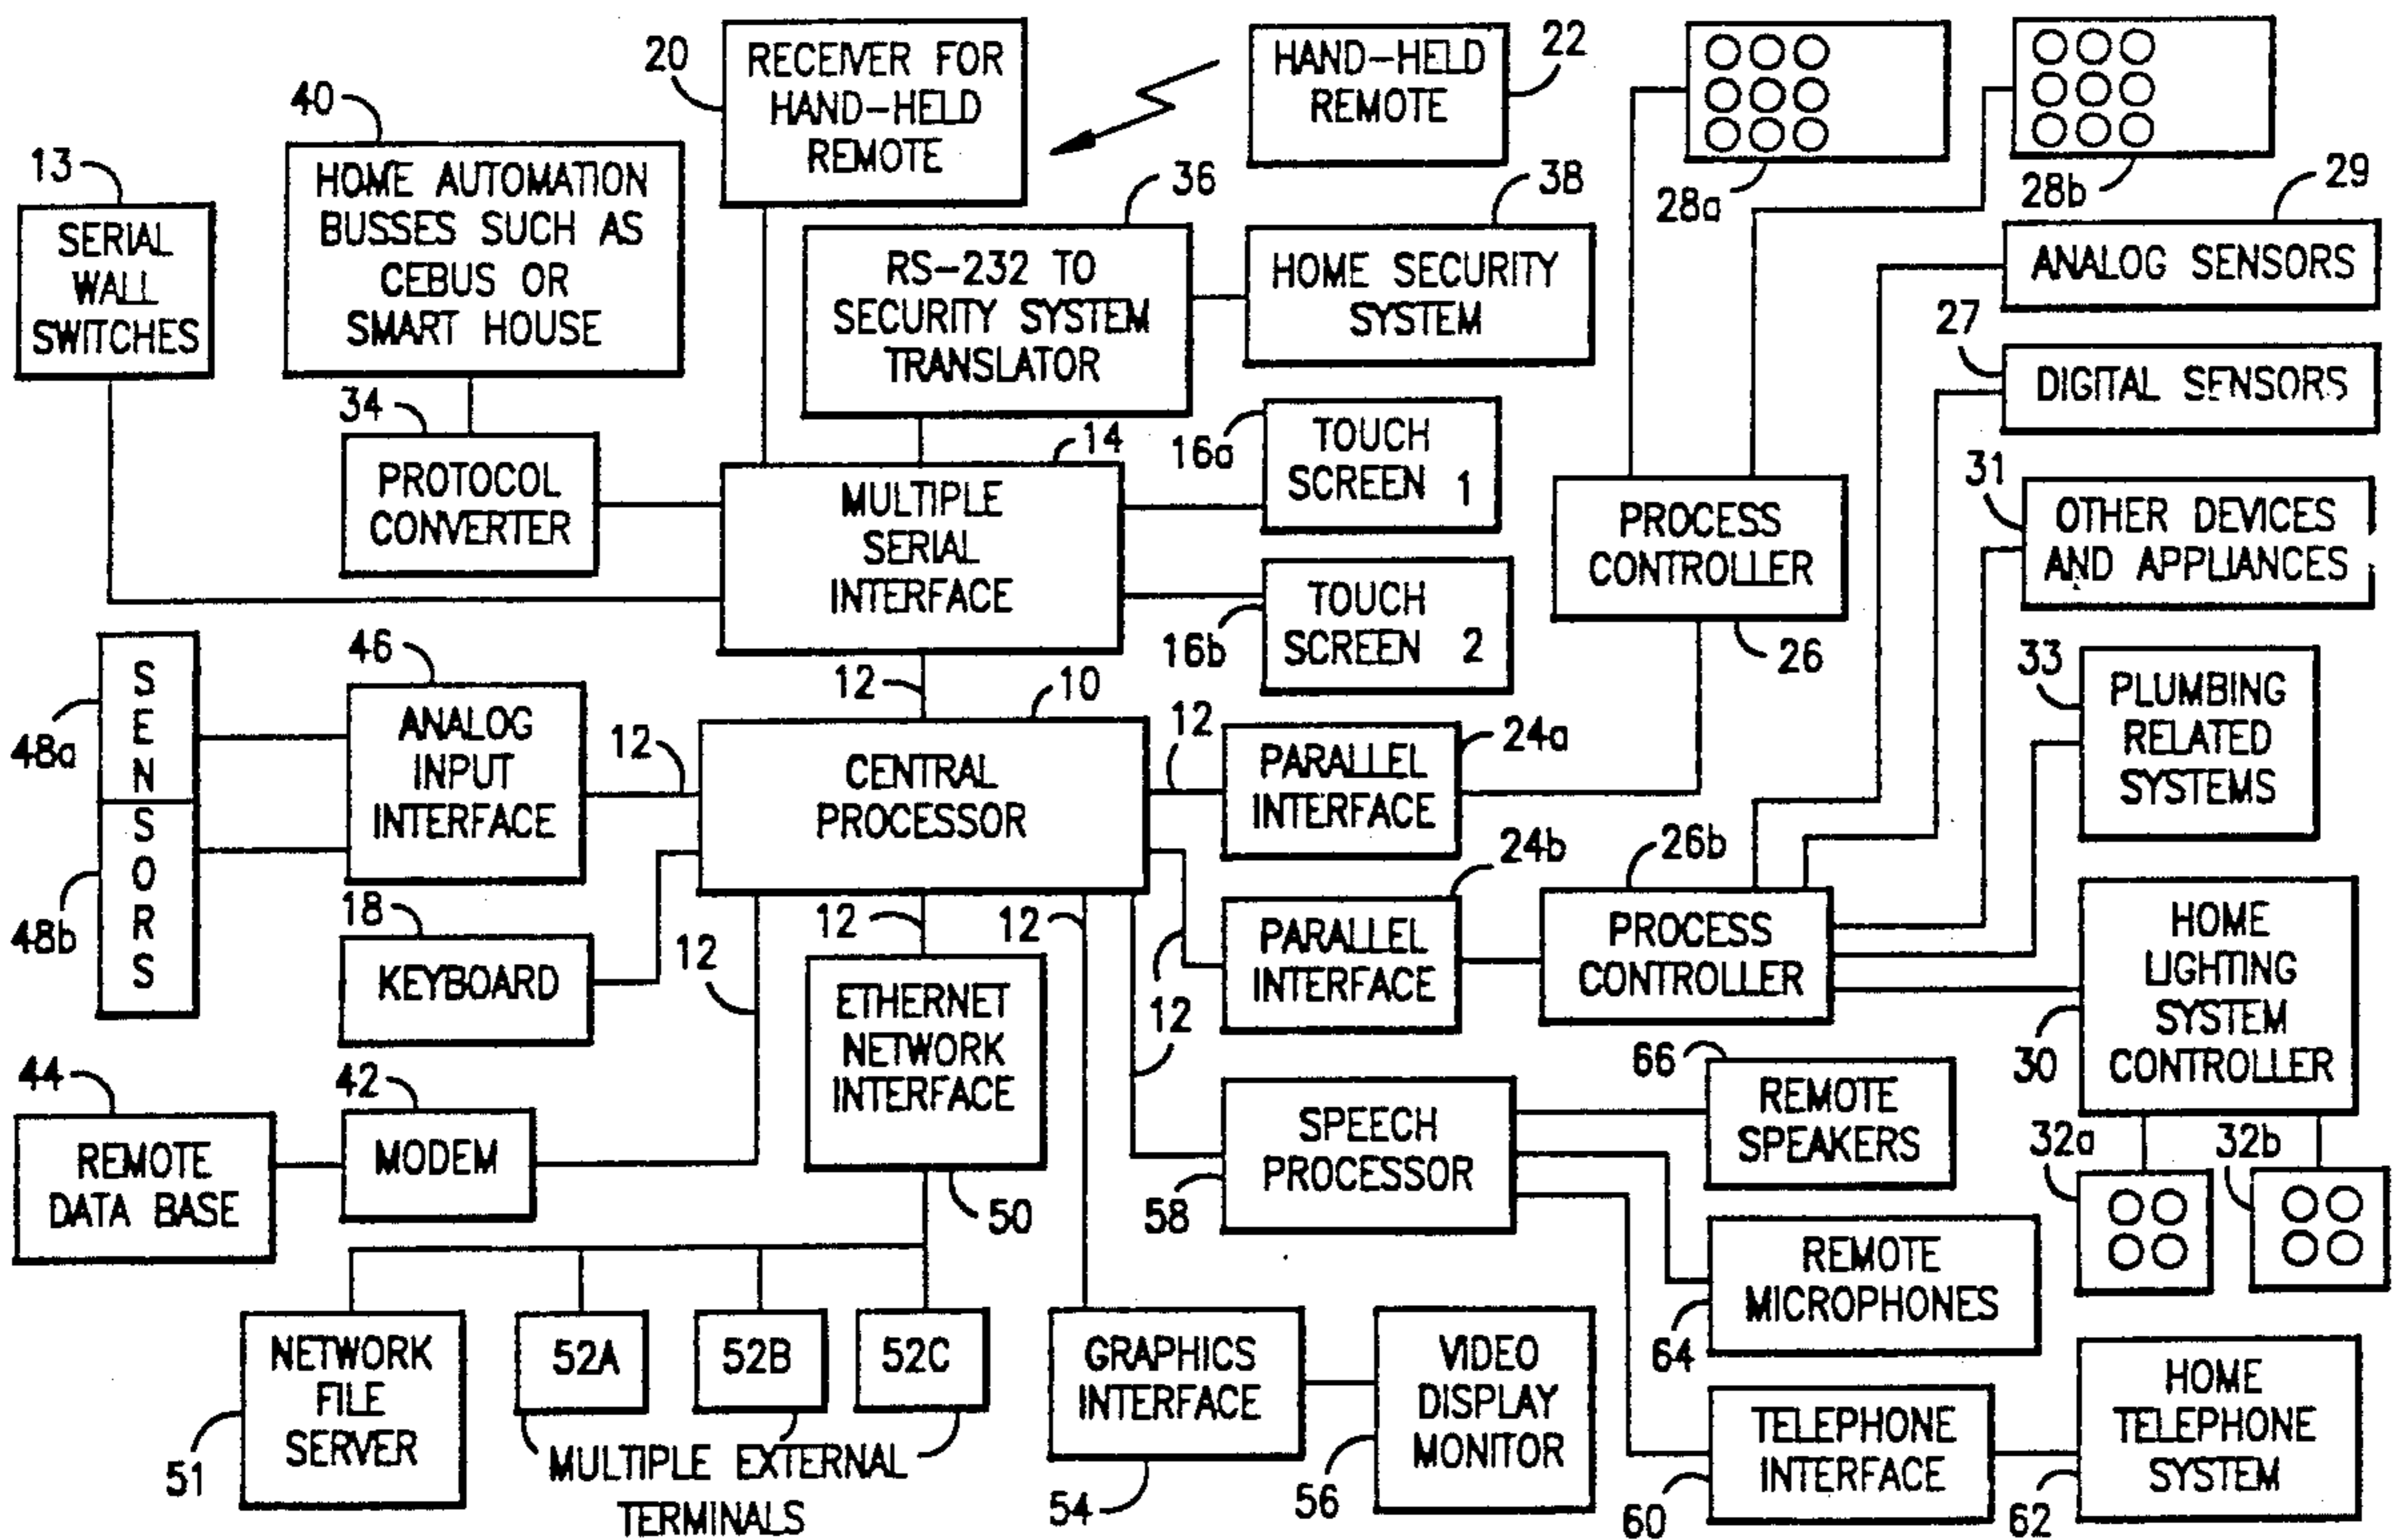 20
RECEIVER FOR
HAND-HELD
REMOTE
HAND-HELD
REMOTE
22
28a
28b
40
HOME AUTOMATION
BUSSES SUCH AS
CEBUS OR
SMART HOUSE
13
SERIAL
WALL
SWITCHES
36
RS-232 TO
SECURITY SYSTEM
TRANSLATOR
38
HOME SECURITY
SYSTEM
29
ANALOG SENSORS
27
DIGITAL SENSORS
34
PROTOCOL
CONVERTER
14
MULTIPLE
SERIAL
INTERFACE
16a
TOUCH
SCREEN 1
16b
TOUCH
SCREEN 2
PROCESS
CONTROLLER
26
31
OTHER DEVICES
AND APPLIANCES
33
PLUMBING
RELATED
SYSTEMS
48a
48b
SENSORS
46
ANALOG
INPUT
INTERFACE
12
12
10
CENTRAL
PROCESSOR
12
PARALLEL
INTERFACE
24a
24b
PARALLEL
INTERFACE
26b
PROCESS
CONTROLLER
HOME
LIGHTING
SYSTEM
CONTROLLER
30
32a
32b
18
KEYBOARD
12
12
12
12
ETHERNET
NETWORK
INTERFACE
50
44
REMOTE
DATA BASE
42
MODEM
58
SPEECH
PROCESSOR
66
REMOTE
SPEAKERS
REMOTE
MICROPHONES
64
51
NETWORK
FILE
SERVER
52A
52B
52C
MULTIPLE EXTERNAL
TERMINALS
GRAPHICS
INTERFACE
54
VIDEO
DISPLAY
MONITOR
56
TELEPHONE
INTERFACE
60
HOME
TELEPHONE
SYSTEM
62